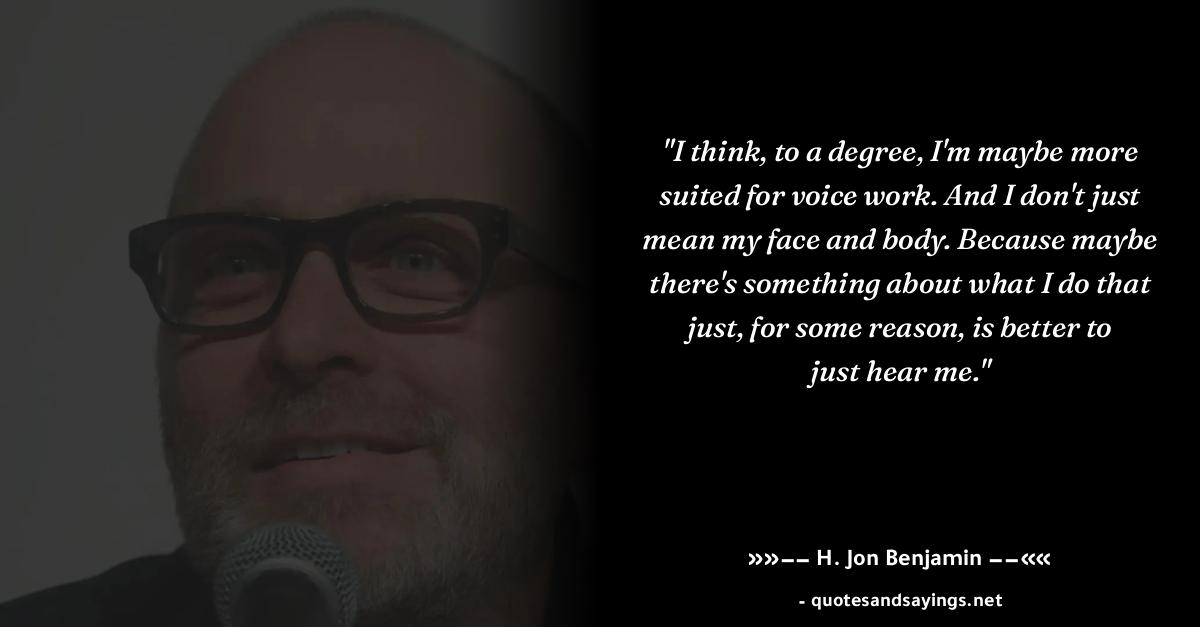 "I think, to a degree, I'm maybe more
suited for voice work. And I don't just
mean my face and body. Because maybe
there's something about what I do that
just, for some reason, is better to
just hear me."
»»−− H. Jon Benjamin −−««
- quotesandsayings.net